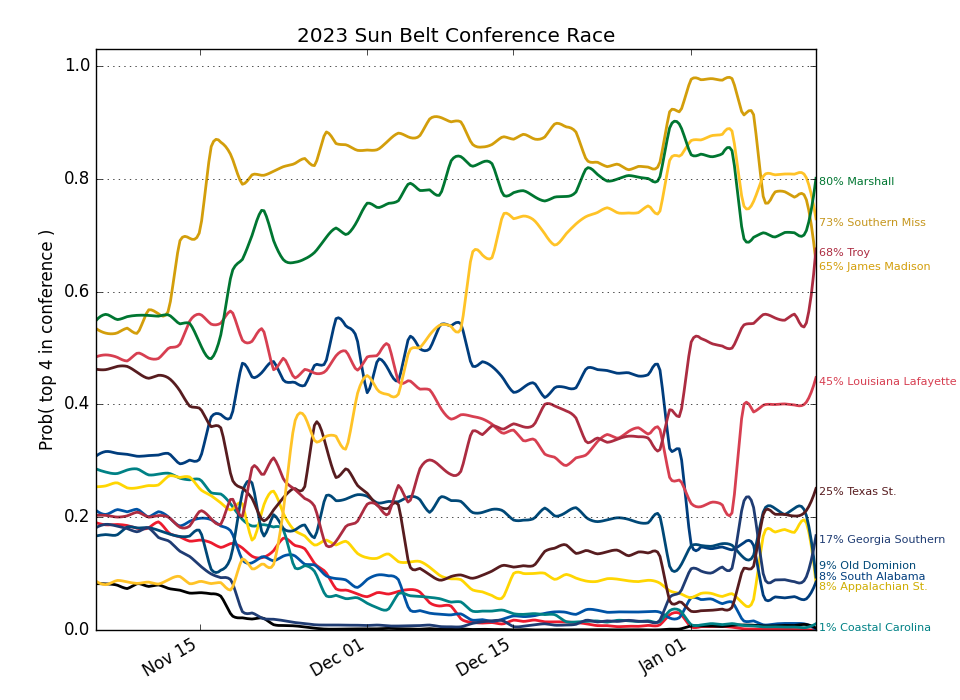 2023 Sun Belt Conference Race
Prob( top 4 in conference )
1.0
0.8
0.6
0.4
0.2
0.0
Nov 15
Dec 01
Dec 15
Jan 01
80% Marshall
73% Southern Miss
68% Troy
65% James Madison
45% Louisiana Lafayette
25% Texas St.
17% Georgia Southern
9% Old Dominion
8% South Alabama
8% Appalachian St.
1% Coastal Carolina